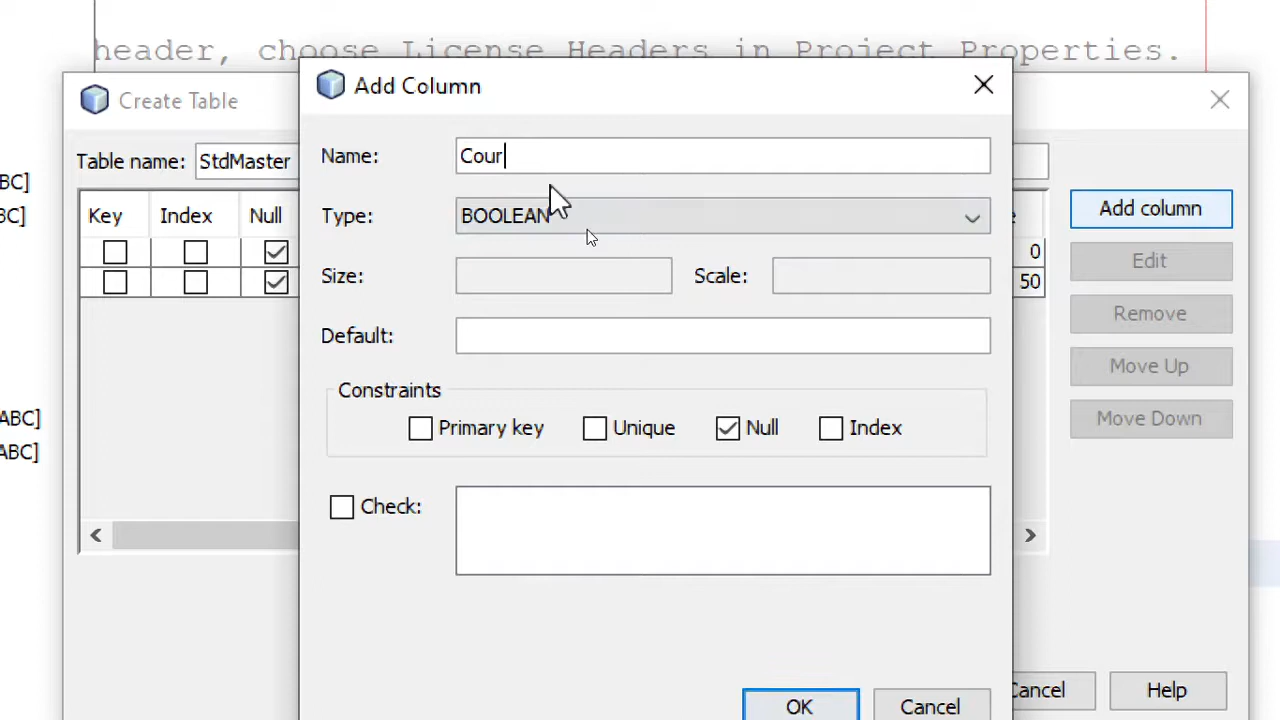 header, choose License Headers in Project Properties.
Create Table
Add Column
Table name: StdMaster
Name: Cour
BC]
BC]
Key Index Null
Type: BOOLEAN
Add column
0
Edit
50
Size: Scale:
Remove
Default:
Move Up
Constraints
ABC]
ABC]
Primary key Unique Null Index
Move Down
Check:
OK Cancel
Cancel Help